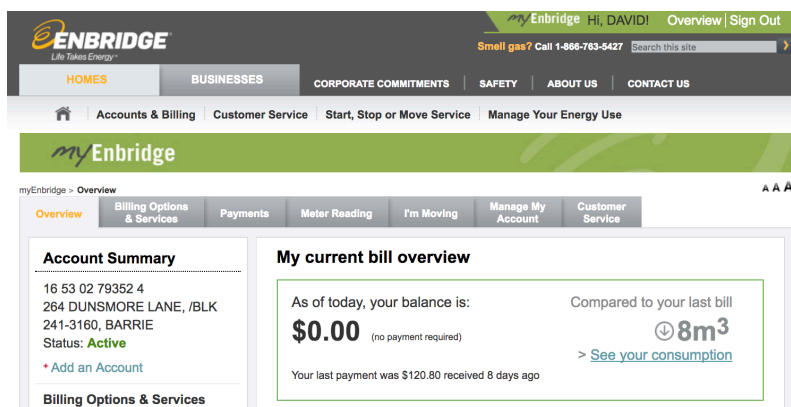 myEnbridge Hi, DAVID! Overview | Sign Out
ENBRIDGE
Life Takes Energy™
Smell gas? Call 1-866-763-5427 Search this site
HOMES BUSINESSES CORPORATE COMMITMENTS SAFETY ABOUT US CONTACT US
Accounts & Billing Customer Service Start, Stop or Move Service Manage Your Energy Use
myEnbridge
myEnbridge > Overview
A A A
Overview Billing Options & Services Payments Meter Reading I'm Moving Manage My Account Customer Service
Account Summary
16 53 02 79352 4
264 DUNSMORE LANE, /BLK
241-3160, BARRIE
Status: Active
+ Add an Account
Billing Options & Services
My current bill overview
As of today, your balance is:
$0.00 (no payment required)
Your last payment was $120.80 received 8 days ago
Compared to your last bill
8m³
> See your consumption